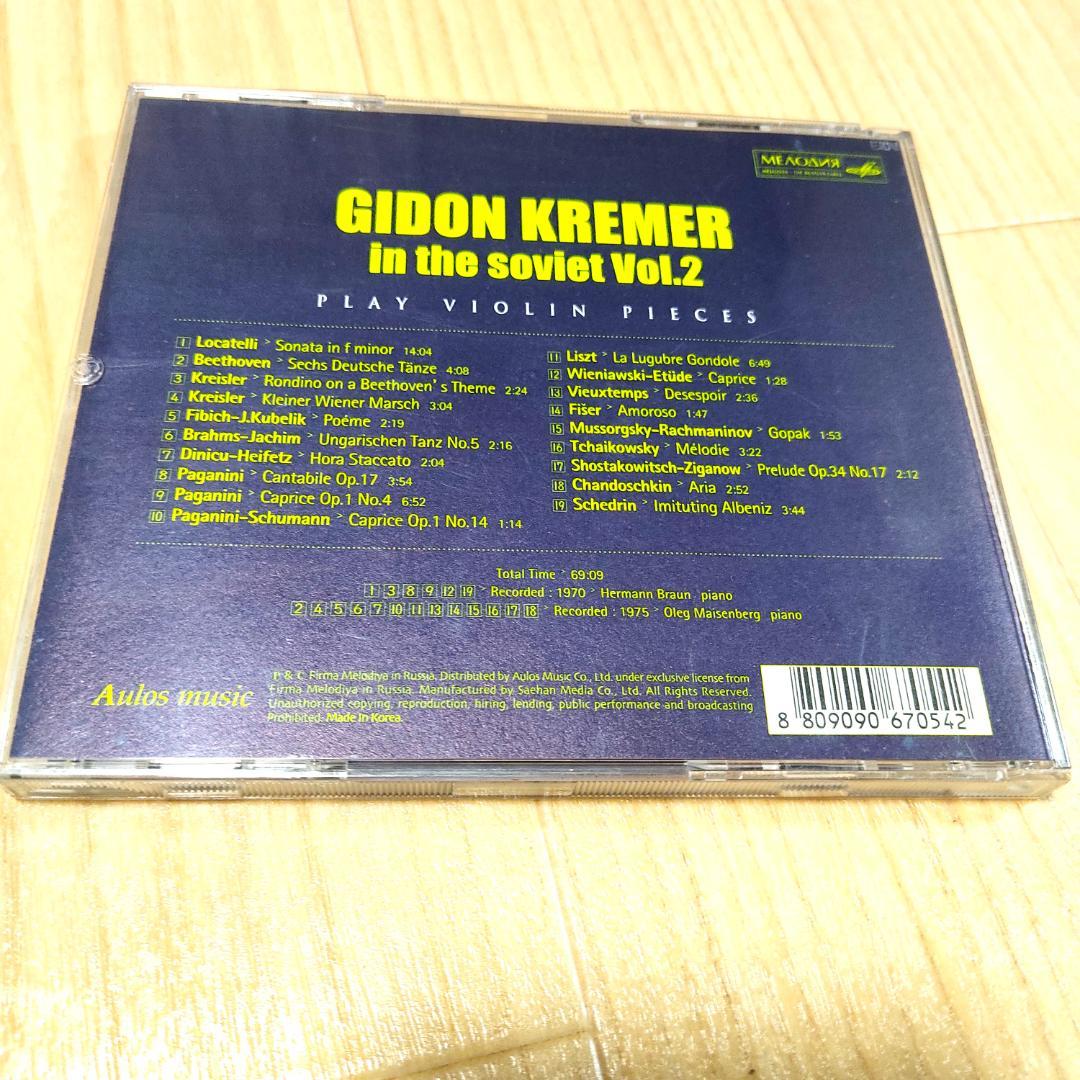 МЕЛОДИЯ
MELODIYA - THE RUSSIAN LABEL
GIDON KREMER
in the soviet Vol.2
PLAY VIOLIN PIECES
1 Locatelli > Sonata in f minor 14:04
2 Beethoven > Sechs Deutsche Tänze 4:08
3 Kreisler > Rondino on a Beethoven's Theme 2:24
4 Kreisler > Kleiner Wiener Marsch 3:04
5 Fibich-J.Kubelik > Poéme 2:19
6 Brahms-Jachim > Ungarischen Tanz No.5 2:16
7 Dinicu-Heifetz > Hora Staccato 2:04
8 Paganini > Cantabile Op.17 3:54
9 Paganini > Caprice Op.1 No.4 6:52
10 Paganini-Schumann > Caprice Op.1 No.14 1:14
11 Liszt > La Lugubre Gondole 6:49
12 Wieniawski-Etüde > Caprice 1:28
13 Vieuxtemps > Desespoir 2:36
14 Fišer > Amoroso 1:47
15 Mussorgsky-Rachmaninov > Gopak 1:53
16 Tchaikowsky > Mélodie 3:22
17 Shostakowitsch-Ziganow > Prelude Op.34 No.17 2:12
18 Chandoschkin > Aria 2:52
19 Schedrin > Imituting Albeniz 3:44
Total Time > 69:09
1 3 8 9 12 19 > Recorded : 1970 > Hermann Braun piano
2 4 5 6 7 10 11 13 14 15 16 17 18 > Recorded : 1975 > Oleg Maisenberg piano
Aulos music
P & C Firma Melodiya in Russia. Distributed by Aulos Music Co., Ltd. under exclusive license from
Firma Melodiya in Russia. Manufactured by Saehan Media Co., Ltd. All Rights Reserved.
Unauthorized copying, reproduction, hiring, lending, public performance and broadcasting
Prohibited. Made in Korea.
8 809090 670542